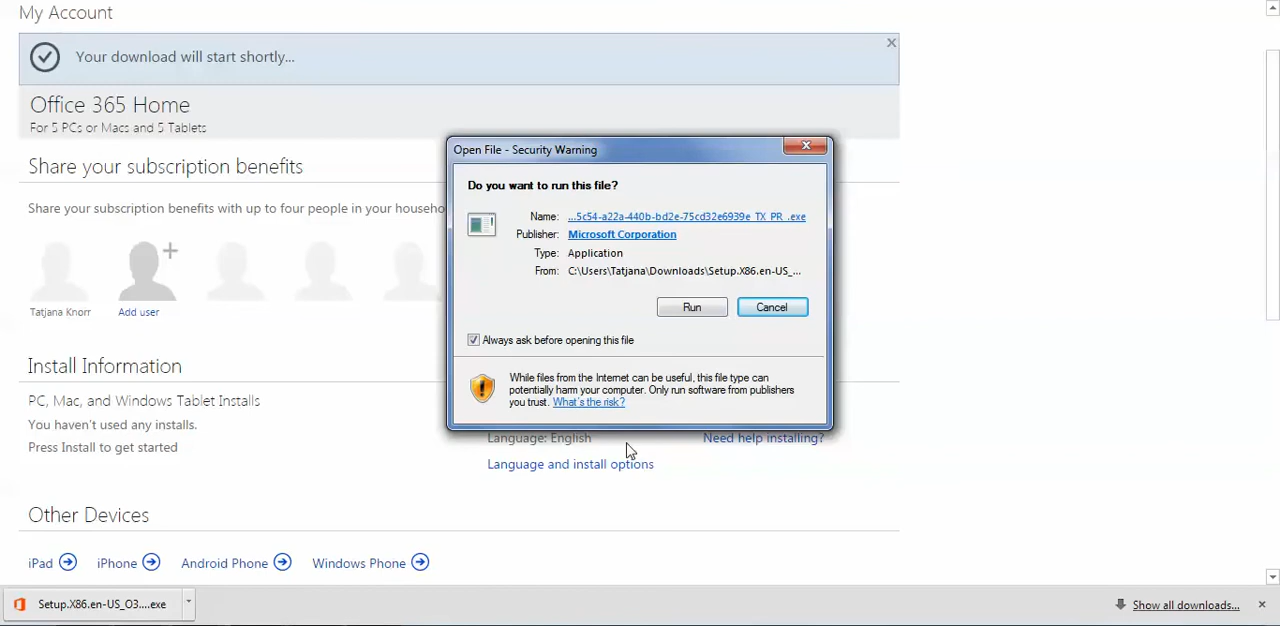 My Account
Your download will start shortly...
Office 365 Home
For 5 PCs or Macs and 5 Tablets
Share your subscription benefits
Share your subscription benefits with up to four people in your househo
Tatjana Knorr
Add user
Open File - Security Warning
Do you want to run this file?
Name: ...5c54-a22a-440b-bd2e-75cd32e6939e_TX_PR_.exe
Publisher: Microsoft Corporation
Type: Application
From: C:\Users\Tatjana\Downloads\Setup.X86.en-US_...
Run
Cancel
Always ask before opening this file
While files from the Internet can be useful, this file type can
potentially harm your computer. Only run software from publishers
you trust. What's the risk?
Install Information
PC, Mac, and Windows Tablet Installs
You haven't used any installs.
Press Install to get started
Language: English
Need help installing?
Language and install options
Other Devices
iPad
iPhone
Android Phone
Windows Phone
Setup.X86.en-US_O3....exe
Show all downloads...